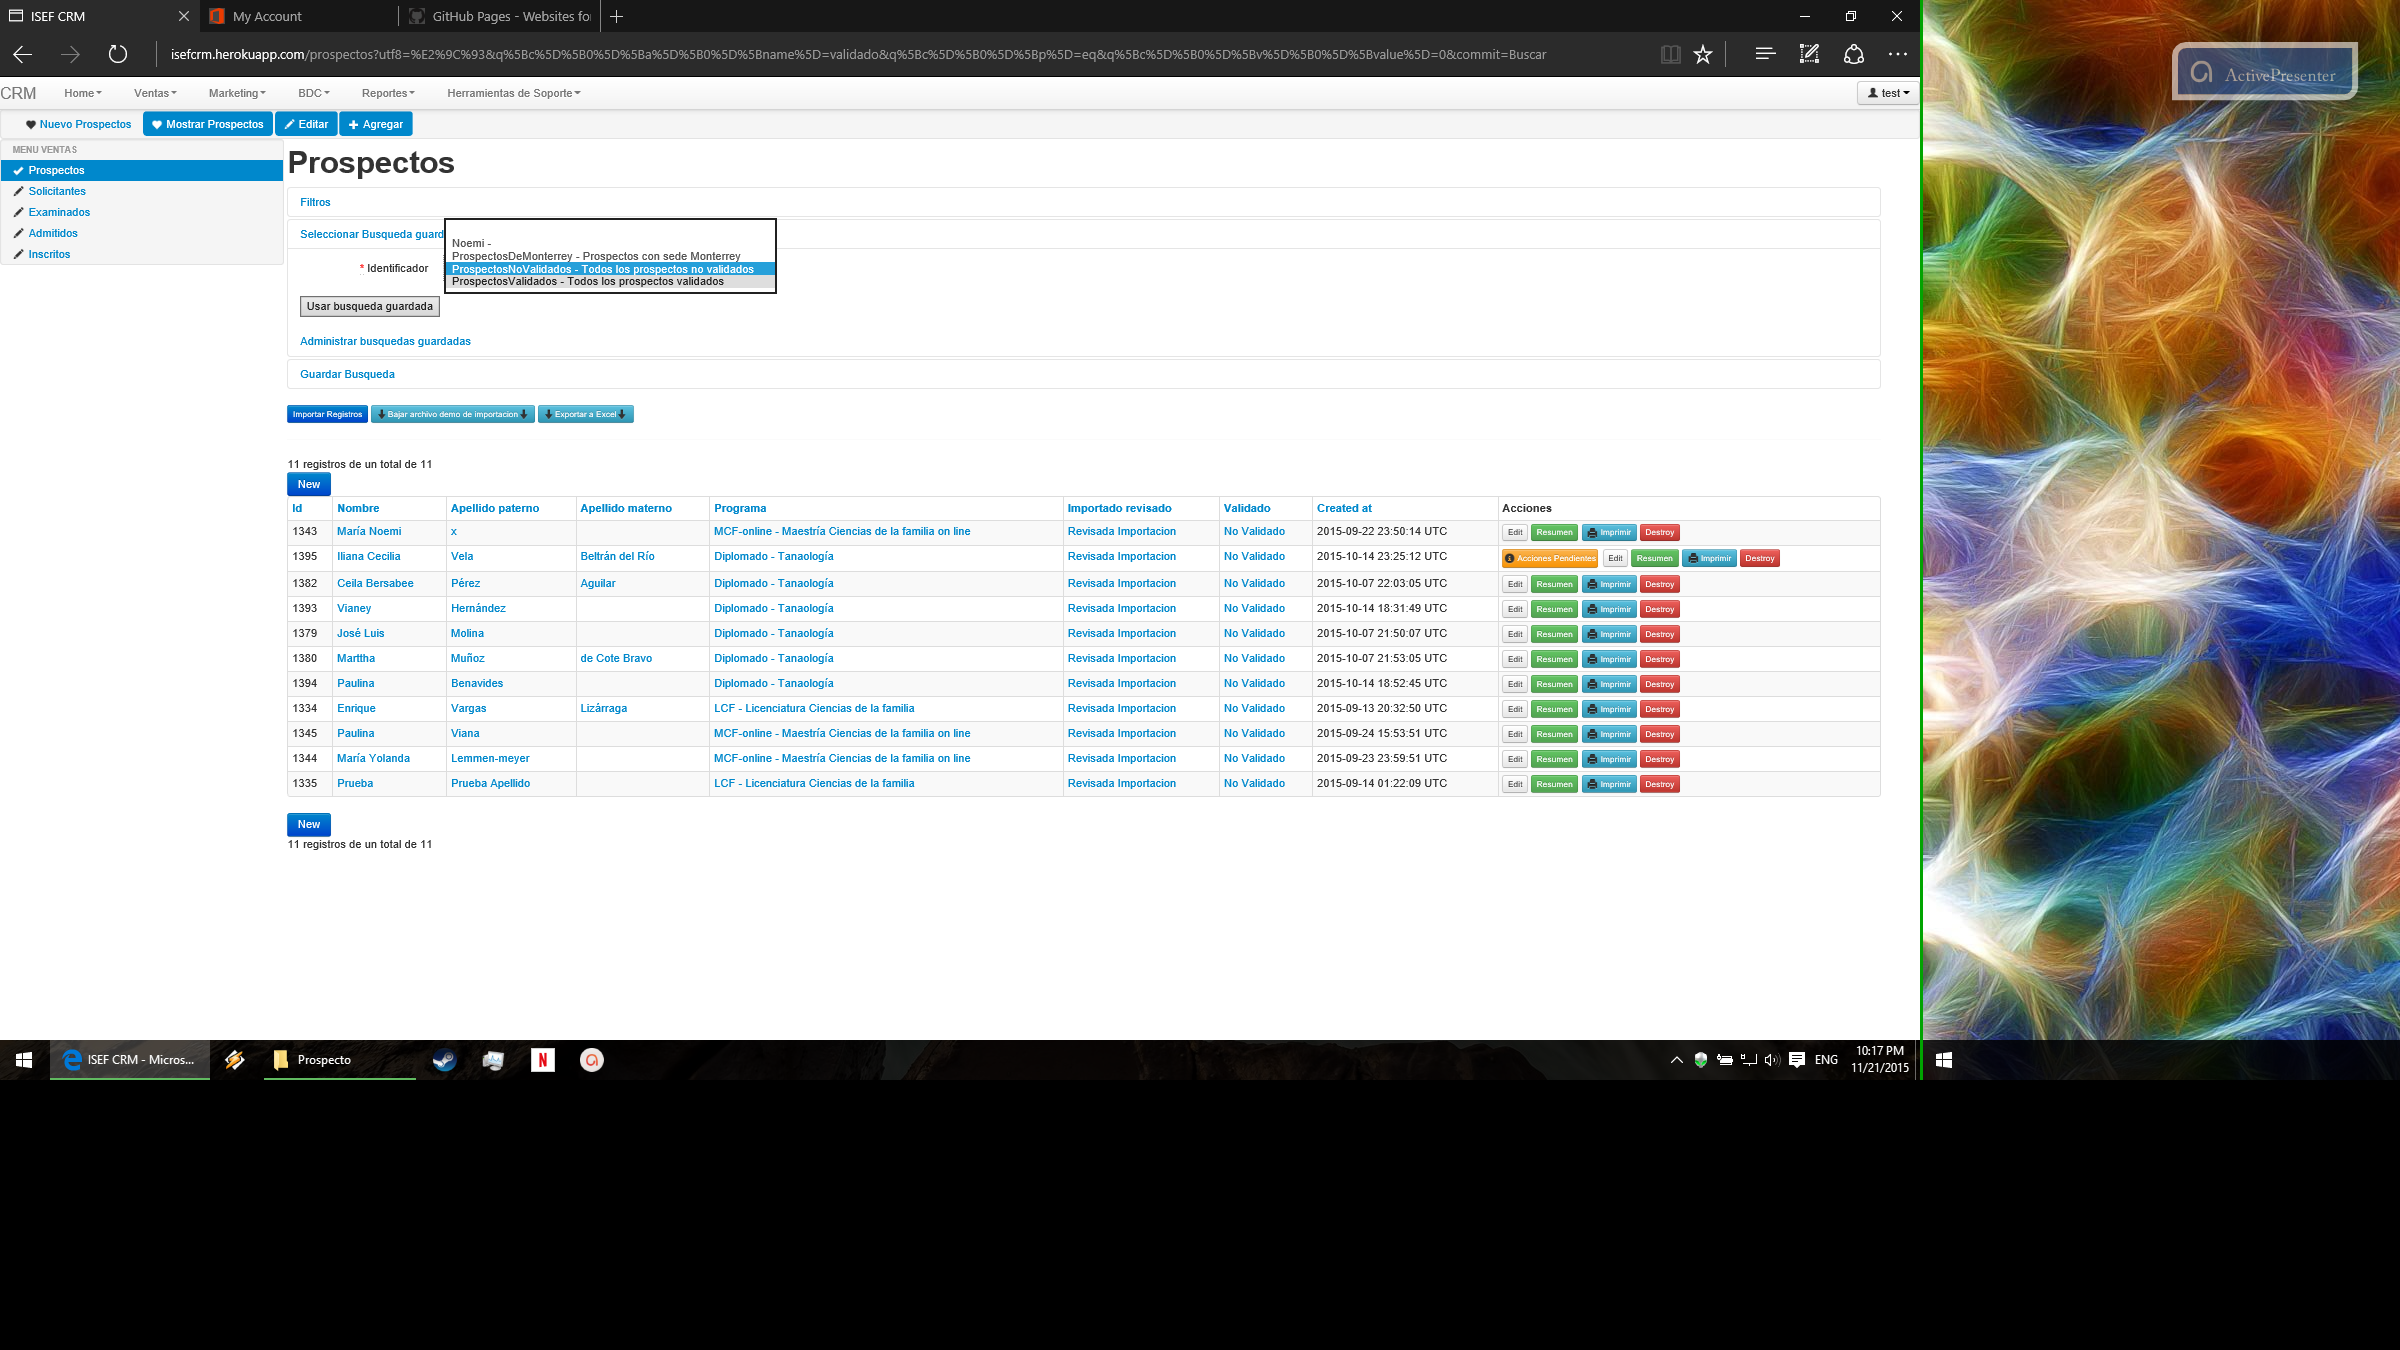 ISEF CRM
My Account
GitHub Pages - Websites fo
isefcrm.herokuapp.com/prospectos?utf8=%E2%9C%93&q%5Bc%5D%5B0%5D%5Ba%5D%5B0%5D%5Bname%5D=validado&q%5Bc%5D%5B0%5D%5Bp%5D=eq&q%5Bc%5D%5B0%5D%5Bv%5D%5B0%5D%5Bvalue%5D=0&commit=Buscar
ActivePresenter
CRM Home Ventas Marketing BDC Reportes Herramientas de Soporte test
Nuevo Prospectos Mostrar Prospectos Editar Agregar
MENU VENTAS
Prospectos
Solicitantes
Examinados
Admitidos
Inscritos
Prospectos
Filtros
Seleccionar Busqueda guard
Noemi -
ProspectosDeMonterrey - Prospectos con sede Monterrey
ProspectosNoValidados - Todos los prospectos no validados
ProspectosValidados - Todos los prospectos validados
* Identificador
Usar busqueda guardada
Administrar busquedas guardadas
Guardar Busqueda
Importar Registros Bajar archivo demo de importacion Exportar a Excel
11 registros de un total de 11
New
Id Nombre Apellido paterno Apellido materno Programa Importado revisado Validado Created at Acciones
1343 María Noemi x MCF-online - Maestría Ciencias de la familia on line Revisada Importacion No Validado 2015-09-22 23:50:14 UTC Edit Resumen Imprimir Destroy
1395 Iliana Cecilia Vela Beltrán del Río Diplomado - Tanaología Revisada Importacion No Validado 2015-10-14 23:25:12 UTC Acciones Pendientes Edit Resumen Imprimir Destroy
1382 Ceila Bersabee Pérez Aguilar Diplomado - Tanaología Revisada Importacion No Validado 2015-10-07 22:03:05 UTC Edit Resumen Imprimir Destroy
1393 Vianey Hernández Diplomado - Tanaología Revisada Importacion No Validado 2015-10-14 18:31:49 UTC Edit Resumen Imprimir Destroy
1379 José Luis Molina Diplomado - Tanaología Revisada Importacion No Validado 2015-10-07 21:50:07 UTC Edit Resumen Imprimir Destroy
1380 Marttha Muñoz de Cote Bravo Diplomado - Tanaología Revisada Importacion No Validado 2015-10-07 21:53:05 UTC Edit Resumen Imprimir Destroy
1394 Paulina Benavides Diplomado - Tanaología Revisada Importacion No Validado 2015-10-14 18:52:45 UTC Edit Resumen Imprimir Destroy
1334 Enrique Vargas Lizárraga LCF - Licenciatura Ciencias de la familia Revisada Importacion No Validado 2015-09-13 20:32:50 UTC Edit Resumen Imprimir Destroy
1345 Paulina Viana MCF-online - Maestría Ciencias de la familia on line Revisada Importacion No Validado 2015-09-24 15:53:51 UTC Edit Resumen Imprimir Destroy
1344 María Yolanda Lemmen-meyer MCF-online - Maestría Ciencias de la familia on line Revisada Importacion No Validado 2015-09-23 23:59:51 UTC Edit Resumen Imprimir Destroy
1335 Prueba Prueba Apellido LCF - Licenciatura Ciencias de la familia Revisada Importacion No Validado 2015-09-14 01:22:09 UTC Edit Resumen Imprimir Destroy
New
11 registros de un total de 11
ISEF CRM - Micros...
Prospecto
N
ENG
10:17 PM
11/21/2015